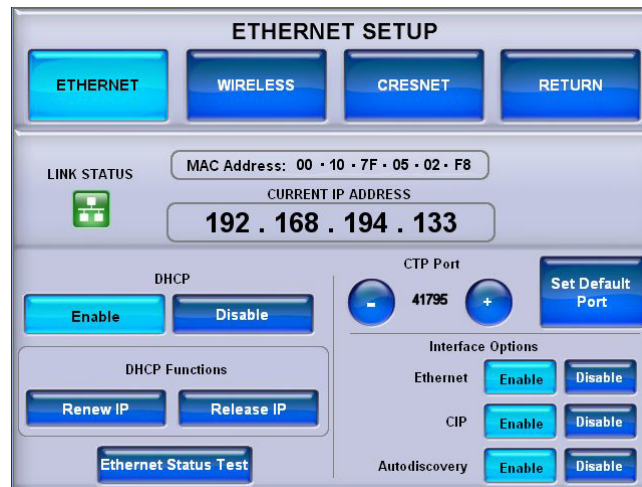 ETHERNET SETUP
ETHERNET
WIRELESS
CRESNET
RETURN
LINK STATUS
MAC Address: 00 · 10 · 7F · 05 · 02 · F8
CURRENT IP ADDRESS
192 . 168 . 194 . 133
DHCP
Enable
Disable
DHCP Functions
Renew IP
Release IP
Ethernet Status Test
CTP Port
-
41795
+
Set Default
Port
Interface Options
Ethernet
Enable
Disable
CIP
Enable
Disable
Autodiscovery
Enable
Disable